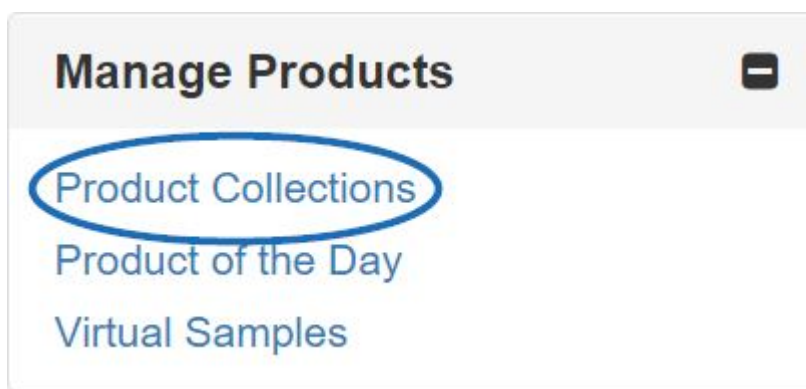 Manage Products
Product Collections
Product of the Day
Virtual Samples